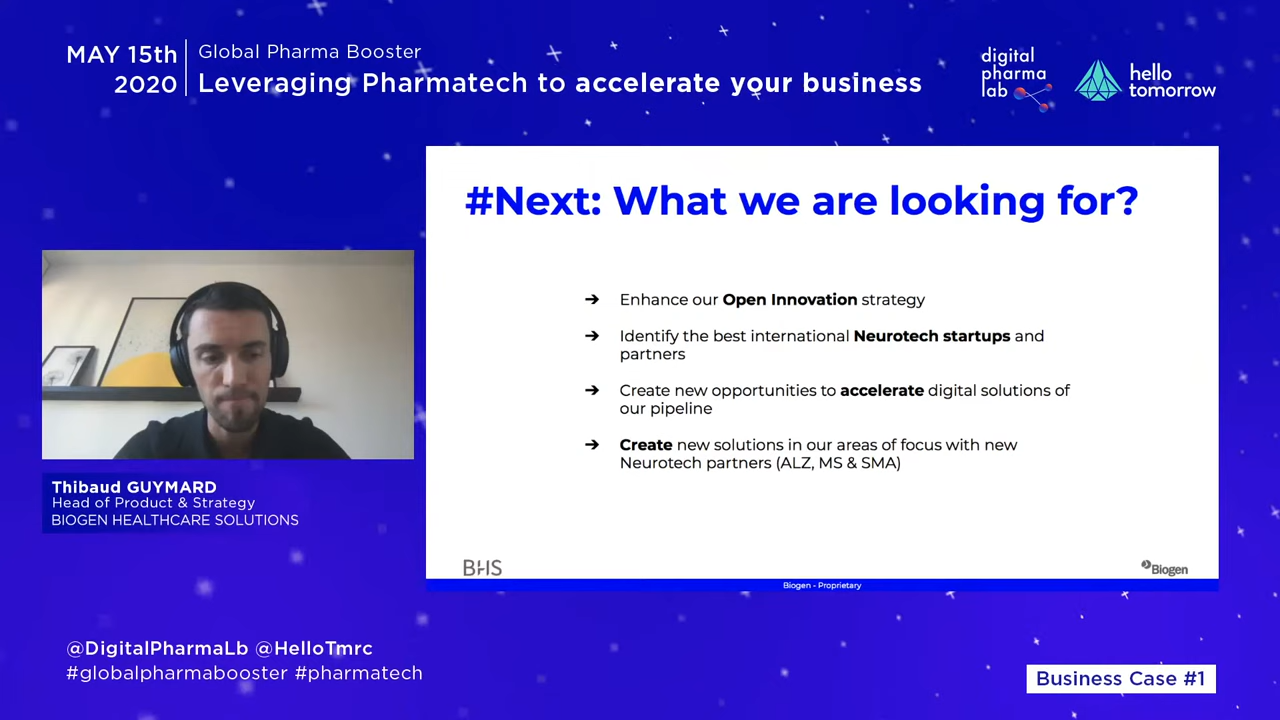 MAY 15th
2020
Global Pharma Booster
Leveraging Pharmatech to accelerate your business
digital
pharma
lab
hello
tomorrow
#Next: What we are looking for?
➔ Enhance our Open Innovation strategy
➔ Identify the best international Neurotech startups and
partners
➔ Create new opportunities to accelerate digital solutions of
our pipeline
➔ Create new solutions in our areas of focus with new
Neurotech partners (ALZ, MS & SMA)
BHS
Biogen
Biogen - Proprietary
Thibaud GUYMARD
Head of Product & Strategy
BIOGEN HEALTHCARE SOLUTIONS
@DigitalPharmaLb @HelloTmrc
#globalpharmabooster #pharmatech
Business Case #1